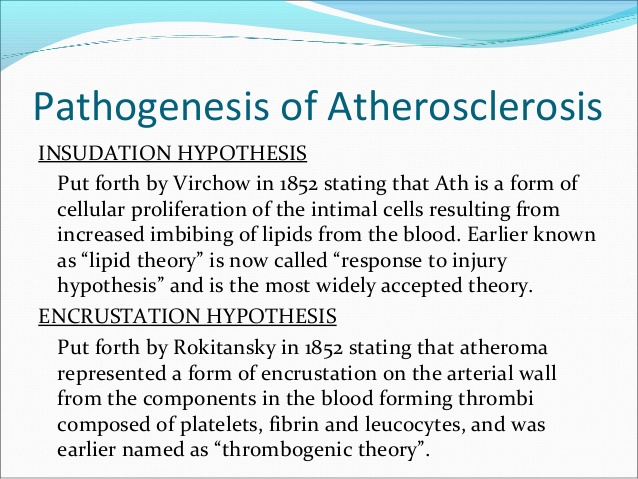 Pathogenesis of Atherosclerosis
INSUDATION HYPOTHESIS
Put forth by Virchow in 1852 stating that Ath is a form of
cellular proliferation of the intimal cells resulting from
increased imbibing of lipids from the blood. Earlier known
as “lipid theory” is now called “response to injury
hypothesis” and is the most widely accepted theory.
ENCRUSTATION HYPOTHESIS
Put forth by Rokitansky in 1852 stating that atheroma
represented a form of encrustation on the arterial wall
from the components in the blood forming thrombi
composed of platelets, fibrin and leucocytes, and was
earlier named as “thrombogenic theory”.